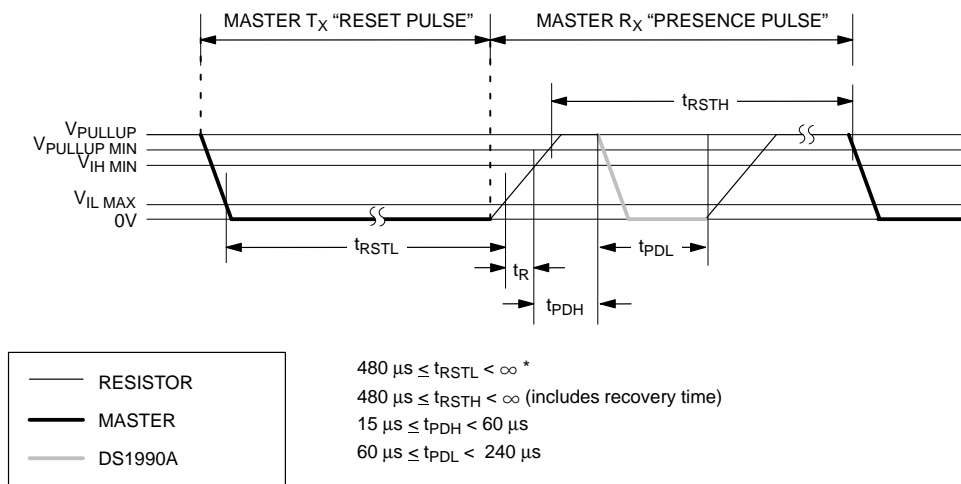 MASTER TX “RESET PULSE” MASTER RX “PRESENCE PULSE”
tRSTH
VPULLUP
VPULLUP MIN
VIH MIN
VIL MAX
0V
tRSTL
tR
tPDH
tPDL
RESISTOR
MASTER
DS1990A
480 μs ≤ tRSTL < ∞ *
480 μs ≤ tRSTH < ∞ (includes recovery time)
15 μs ≤ tPDH < 60 μs
60 μs ≤ tPDL < 240 μs